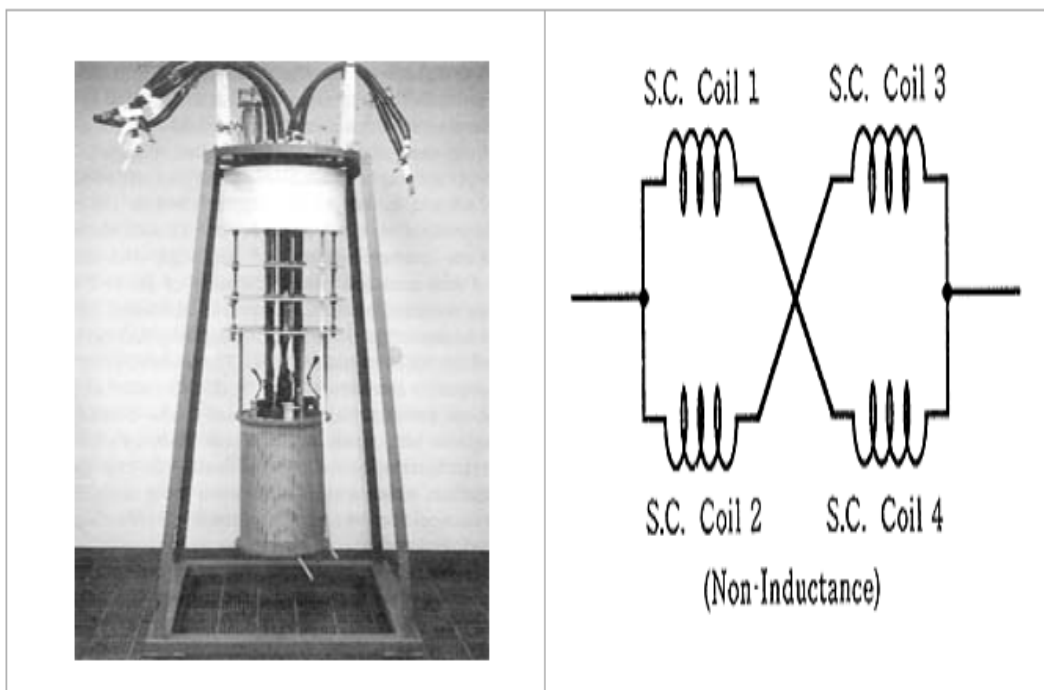 S.C. Coil 1
S.C. Coil 3
S.C. Coil 2
S.C. Coil 4
(Non-Inductance)